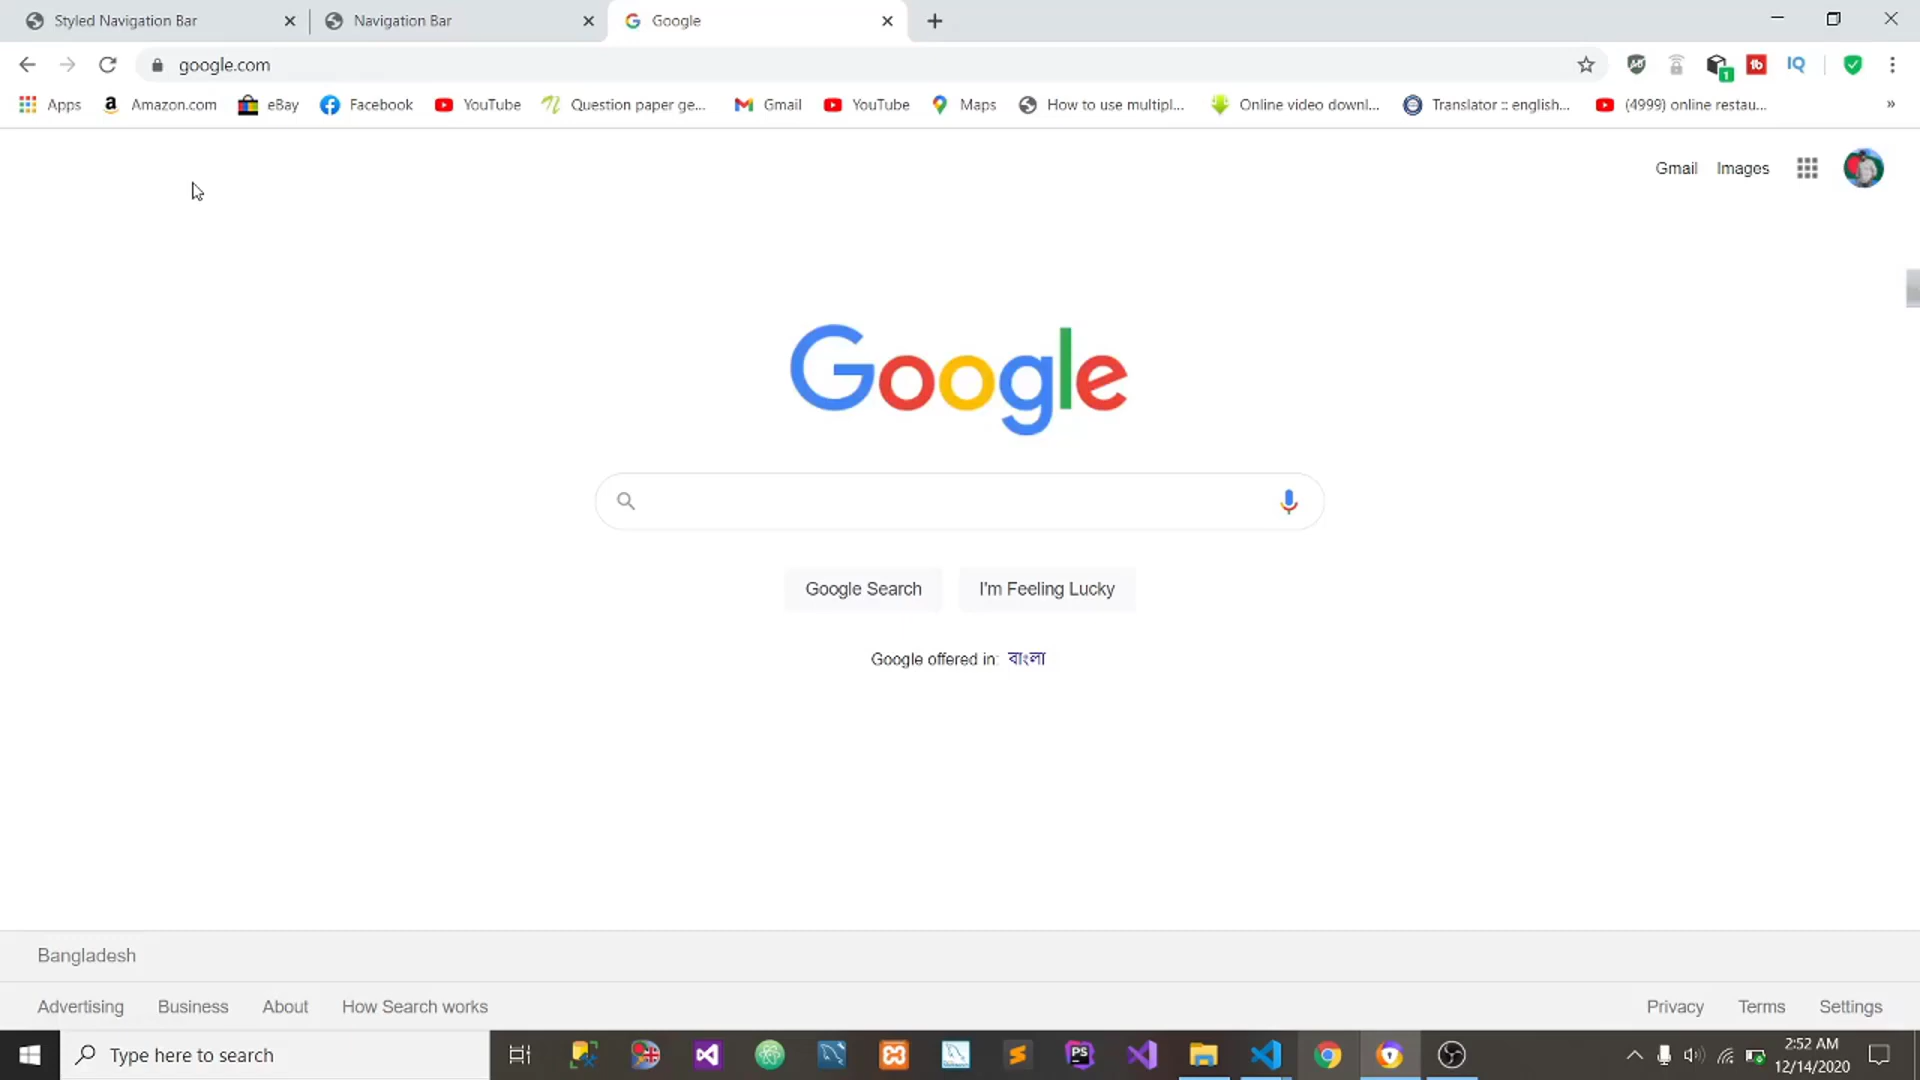 Styled Navigation Bar
Navigation Bar
Google
google.com
Apps
Amazon.com
eBay
Facebook
YouTube
Question paper ge...
Gmail
YouTube
Maps
How to use multipl...
Online video downl...
Translator :: english...
(4999) online restau...
»
Gmail
Images
Google
Google Search
I'm Feeling Lucky
Google offered in: বাংলা
Bangladesh
Advertising
Business
About
How Search works
Privacy
Terms
Settings
Type here to search
2:52 AM
12/14/2020